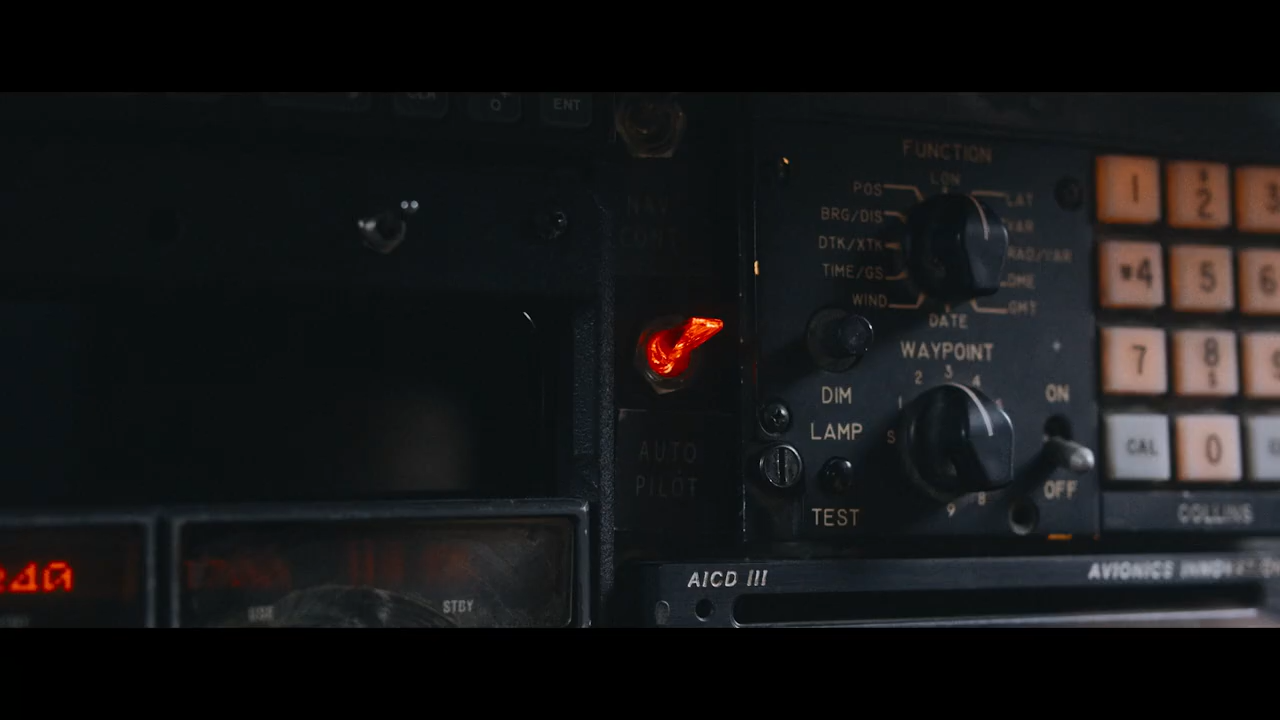 ENT
O
NAV
FUNCTION
LON
POS
LAT
BRG/DIS
VAR
DTK/XTK
RAD/VAR
TIME/GS
DME
WIND
GMT
DATE
WAYPOINT
2 3 4
1
S
9 8
DIM
LAMP
TEST
ON
OFF
AUTO
PILOT
1 2 3
4 5 6
7 8 9
CAL 0
COLLINS
AICD III
AVIONICS
240
STBY